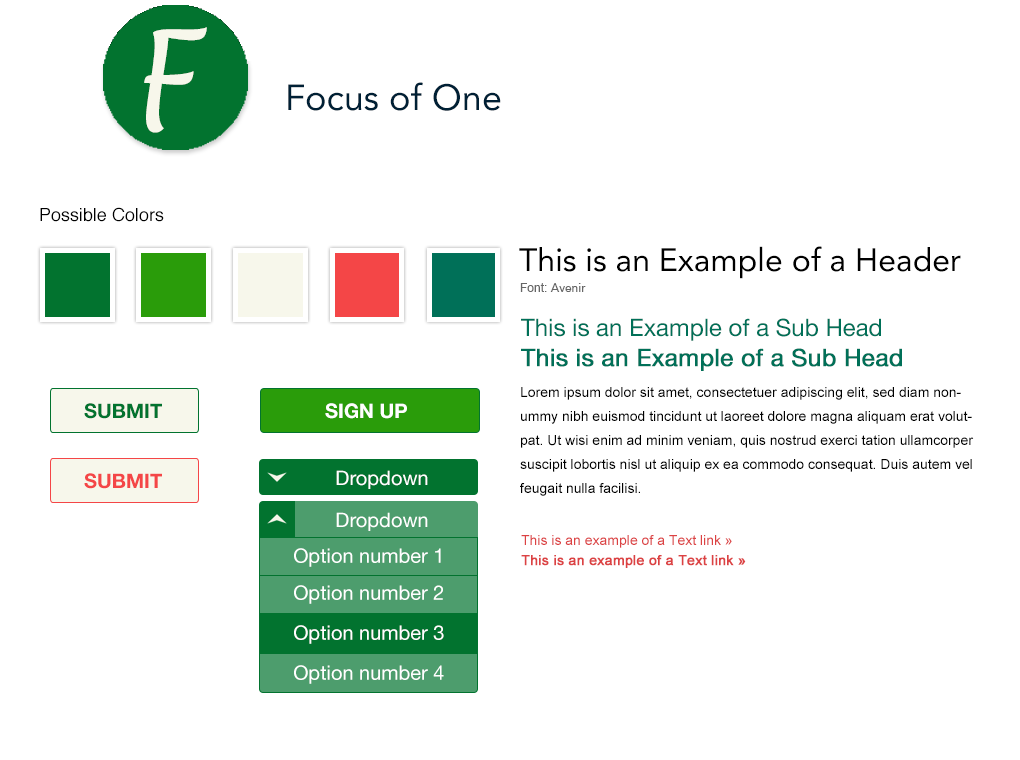 F
Focus of One
Possible Colors
This is an Example of a Header
Font: Avenir
This is an Example of a Sub Head
This is an Example of a Sub Head
Lorem ipsum dolor sit amet, consectetuer adipiscing elit, sed diam non-
ummy nibh euismod tincidunt ut laoreet dolore magna aliquam erat volut-
pat. Ut wisi enim ad minim veniam, quis nostrud exerci tation ullamcorper
suscipit lobortis nisl ut aliquip ex ea commodo consequat. Duis autem vel
feugait nulla facilisi.
This is an example of a Text link »
This is an example of a Text link »
SUBMIT
SIGN UP
SUBMIT
Dropdown
Dropdown
Option number 1
Option number 2
Option number 3
Option number 4